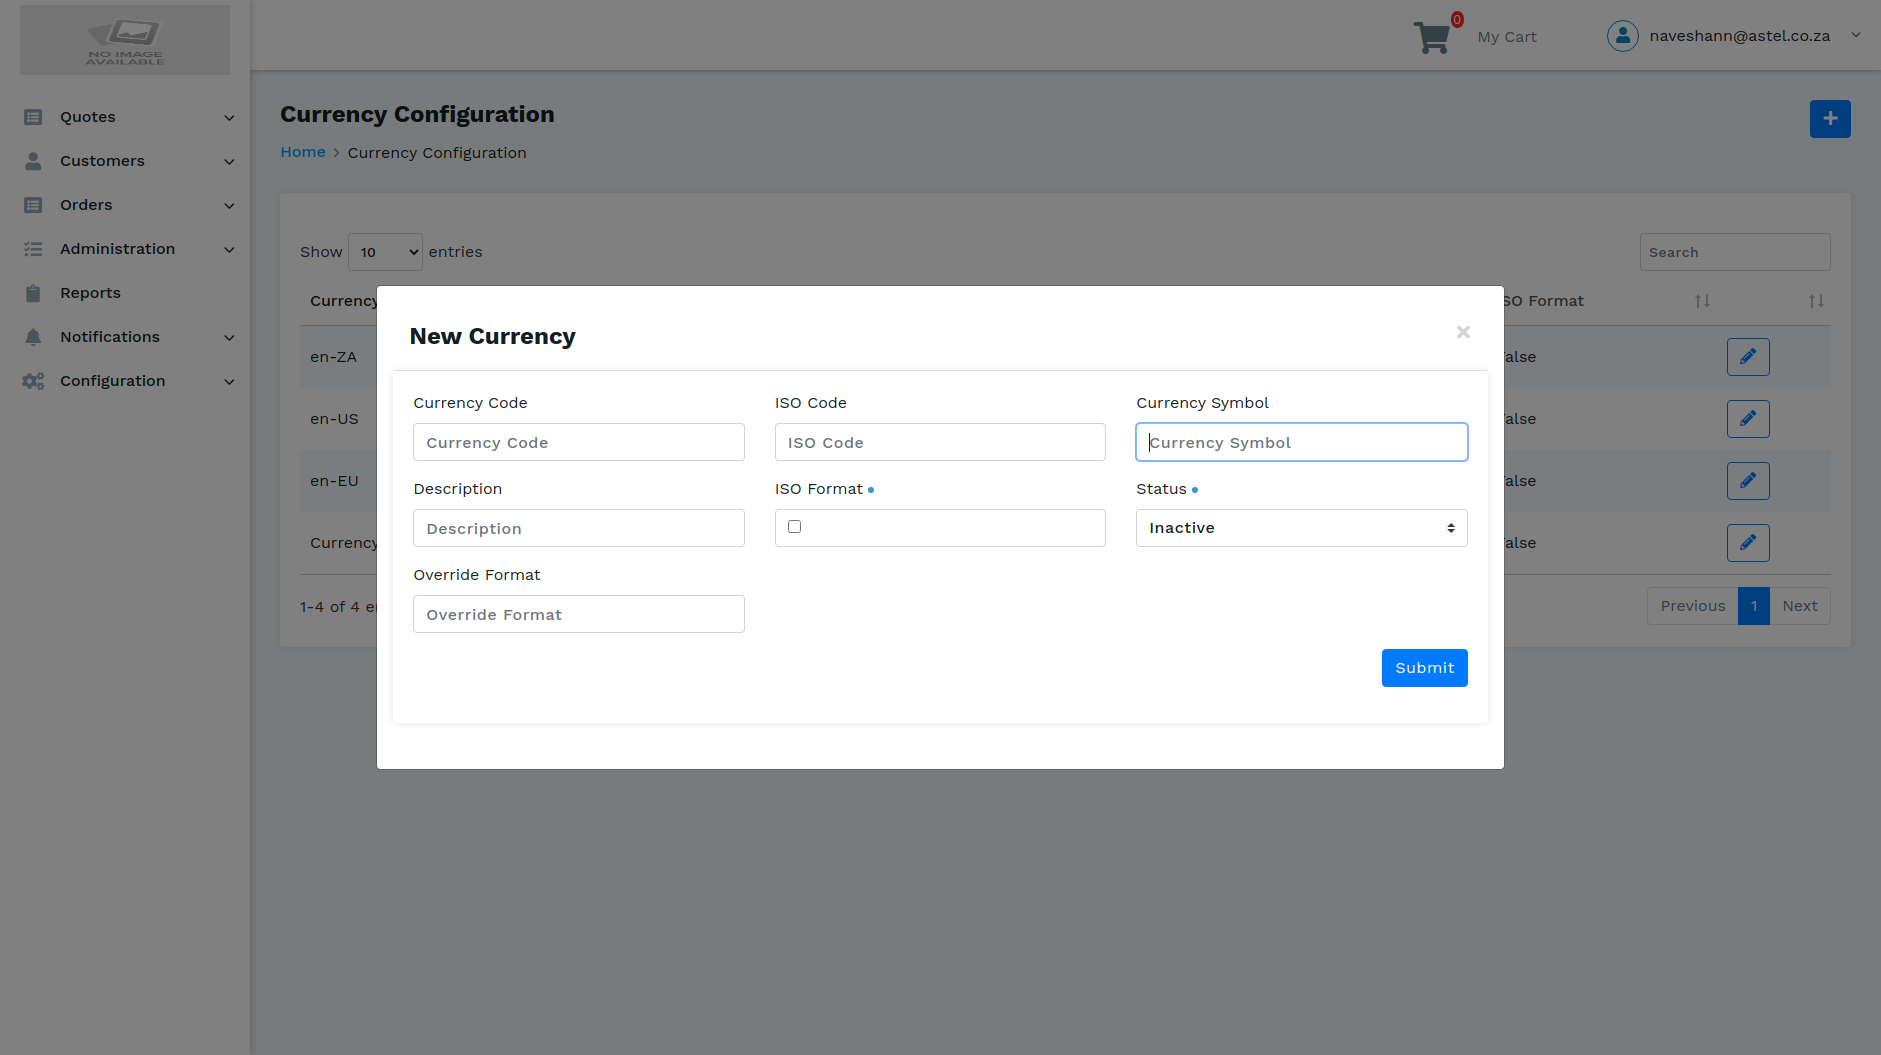 NO IMAGE
AVAILABLE
0
My Cart
naveshann@astel.co.za
Quotes
Customers
Orders
Administration
Reports
Notifications
Configuration
Currency Configuration
Home > Currency Configuration
Show 10 entries
Search
Currency
SO Format
en-ZA
alse
en-US
alse
en-EU
alse
Currency
alse
1-4 of 4 e
Previous 1 Next
New Currency
×
Currency Code
ISO Code
Currency Symbol
Currency Code
ISO Code
Currency Symbol
Description
ISO Format
Status
Description
Inactive
Override Format
Override Format
Submit